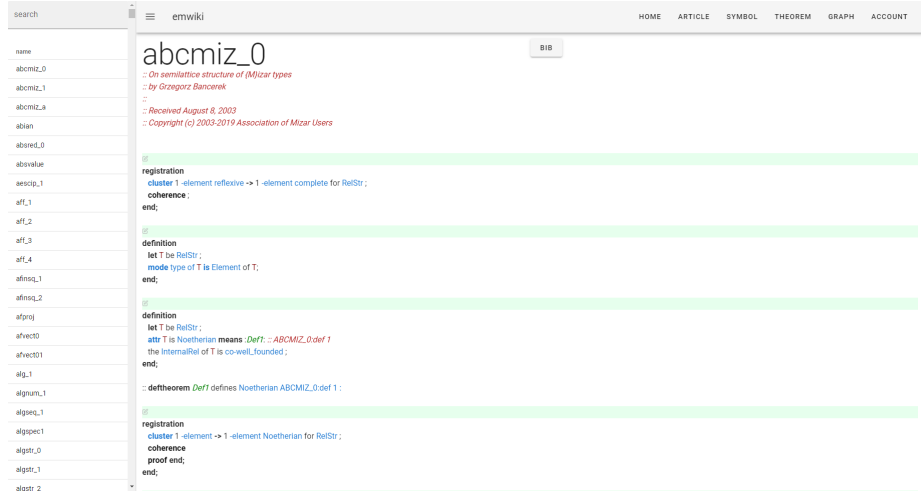 search
name
abcmiz_0
abcmiz_1
abcmiz_a
abian
absred_0
absvalue
aescip_1
aff_1
aff_2
aff_3
aff_4
afinsq_1
afinsq_2
afproj
afvect0
afvect01
alg_1
algnum_1
algseq_1
algspec1
algstr_0
algstr_1
algstr_2
emwiki
HOME ARTICLE SYMBOL THEOREM GRAPH ACCOUNT
abcmiz_0
BIB
:: On semilattice structure of {M}izar types
:: by Grzegorz Bancerek
::
:: Received August 8, 2003
:: Copyright (c) 2003-2019 Association of Mizar Users
registration
cluster 1 -element reflexive -> 1 -element complete for RelStr ;
coherence ;
end;
definition
let T be RelStr ;
mode type of T is Element of T;
end;
definition
let T be RelStr ;
attr T is Noetherian means :Def1: :: ABCMIZ_0:def 1
the InternalRel of T is co-well_founded ;
end;
:: deftheorem Def1 defines Noetherian ABCMIZ_0:def 1 :
registration
cluster 1 -element -> 1 -element Noetherian for RelStr ;
coherence
proof end;
end;